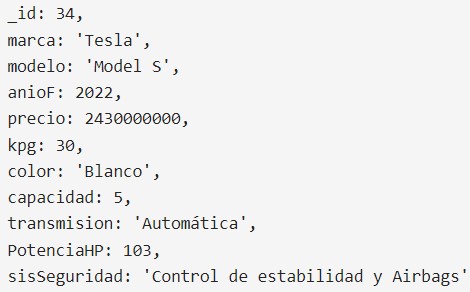 _id: 34,
marca: 'Tesla',
modelo: 'Model S',
anioF: 2022,
precio: 2430000000,
kpg: 30,
color: 'Blanco',
capacidad: 5,
transmision: 'Automática',
PotenciaHP: 103,
sisSeguridad: 'Control de estabilidad y Airbags'